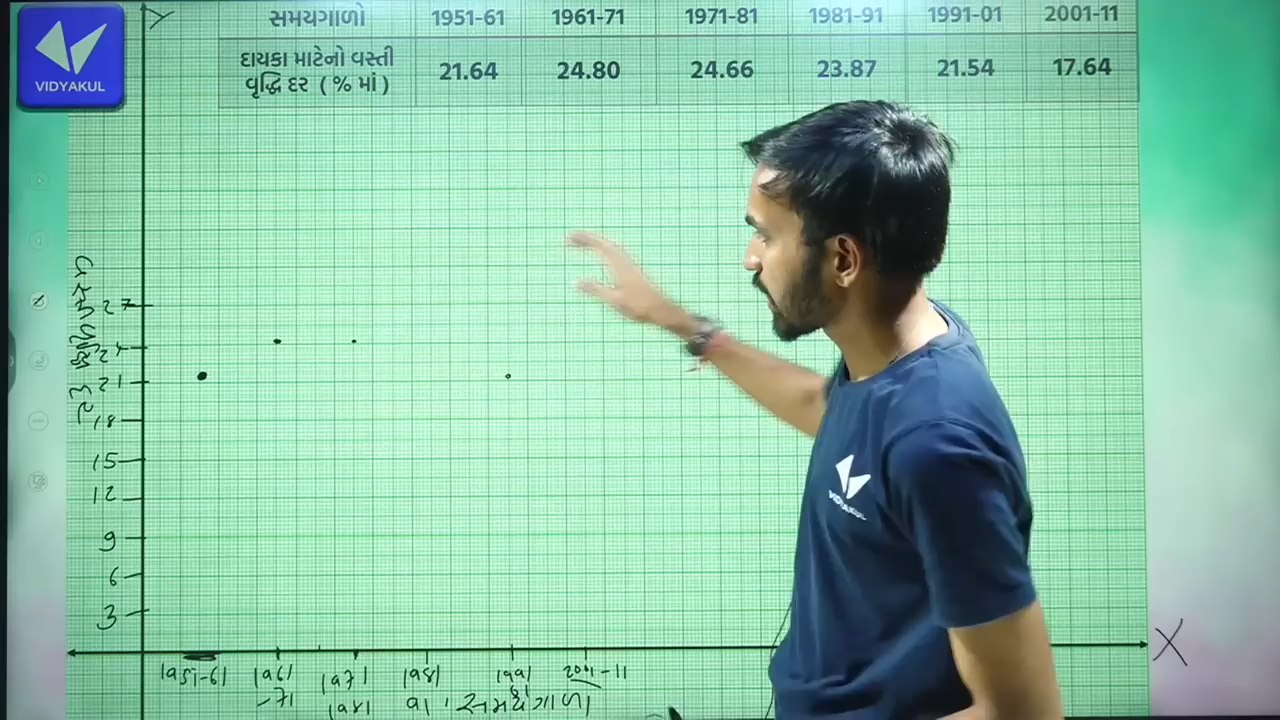 VIDYAKUL
સમયગાળો 1951-61 1961-71 1971-81 1981-91 1991-01 2001-11
દાયકા માટેનો વસ્તી
વૃદ્ધિ દર ( % માં ) 21.64 24.80 24.66 23.87 21.54 17.64
Y
27
24
21
18
15
12
9
6
3
વસ્તીવૃદ્ધિ દર
X
1951-61 1961 1971 1981 1991 2001-11
-71 1981 91
સમયગાળો
VIDYAKUL